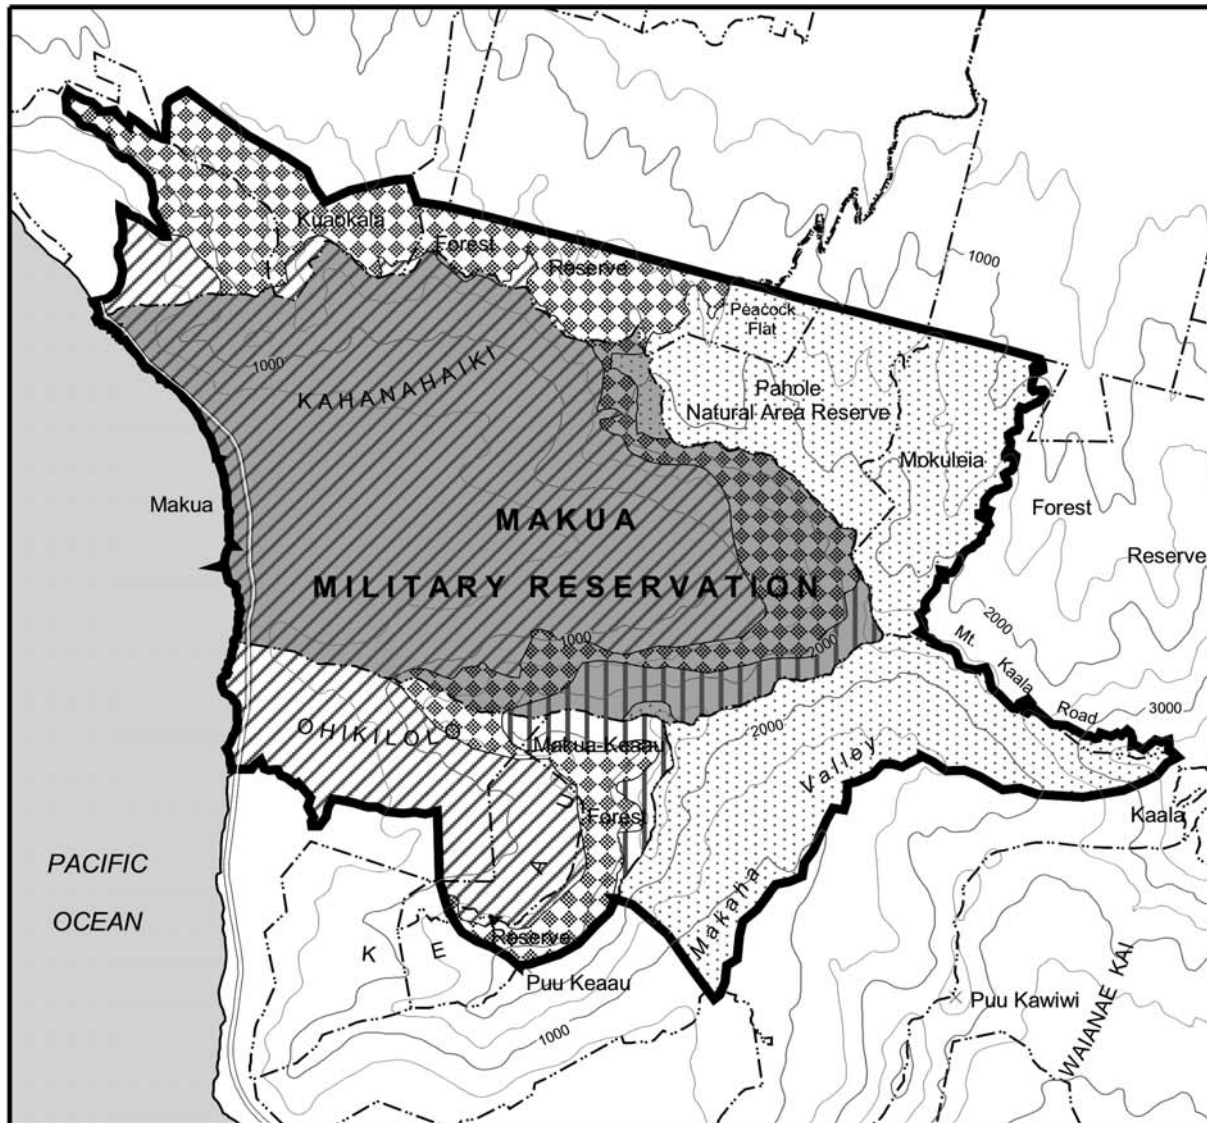 Kuaokala
Forest
Reserve
1000
Peacock
Flat
1000
KAHANAHAIKI
Pahole
Natural Area Reserve
Mokuleia
Makua
MAKUA
Forest
Reserve
MILITARY RESERVATION
1000
2000
2000
Mt.
Kaala
Road
3000
OHIKILOLO
Makua-Keaau
2000
Makaha Valley
Forest
Kaala
PACIFIC
OCEAN
KEAAU
Reserve
Puu Keaau
Puu Kawiwi
1000
WAIANAE KAI